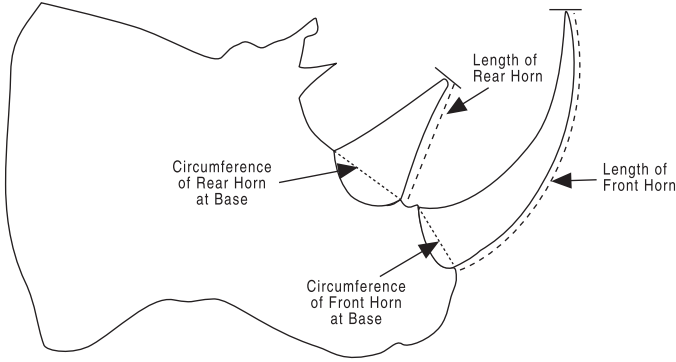 Length of
Rear Horn
Circumference
of Rear Horn
at Base
Length of
Front Horn
Circumference
of Front Horn
at Base